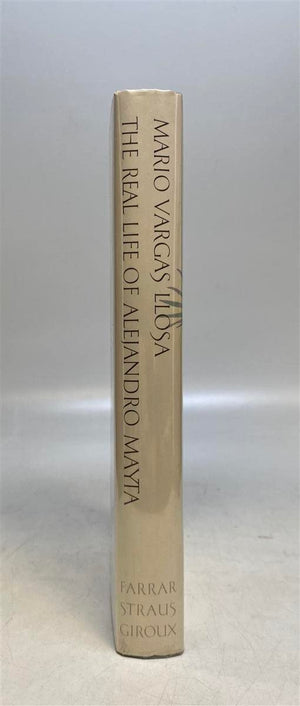 MARIO VARGAS LLOSA
THE REAL LIFE OF ALEJANDRO MAYTA
FARRAR
STRAUS
GIROUX